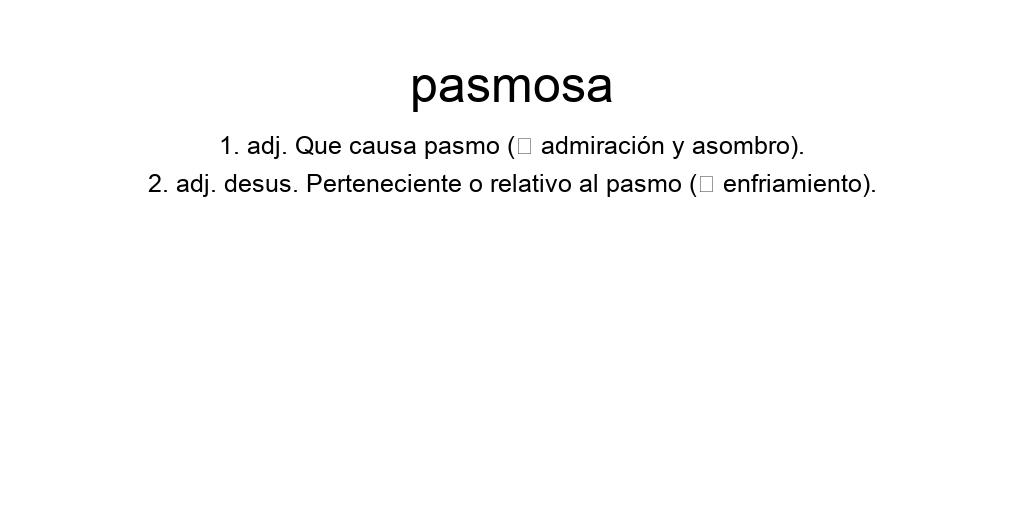 pasmosa
1. adj. Que causa pasmo (□ admiración y asombro).
2. adj. desus. Perteneciente o relativo al pasmo (□ enfriamiento).